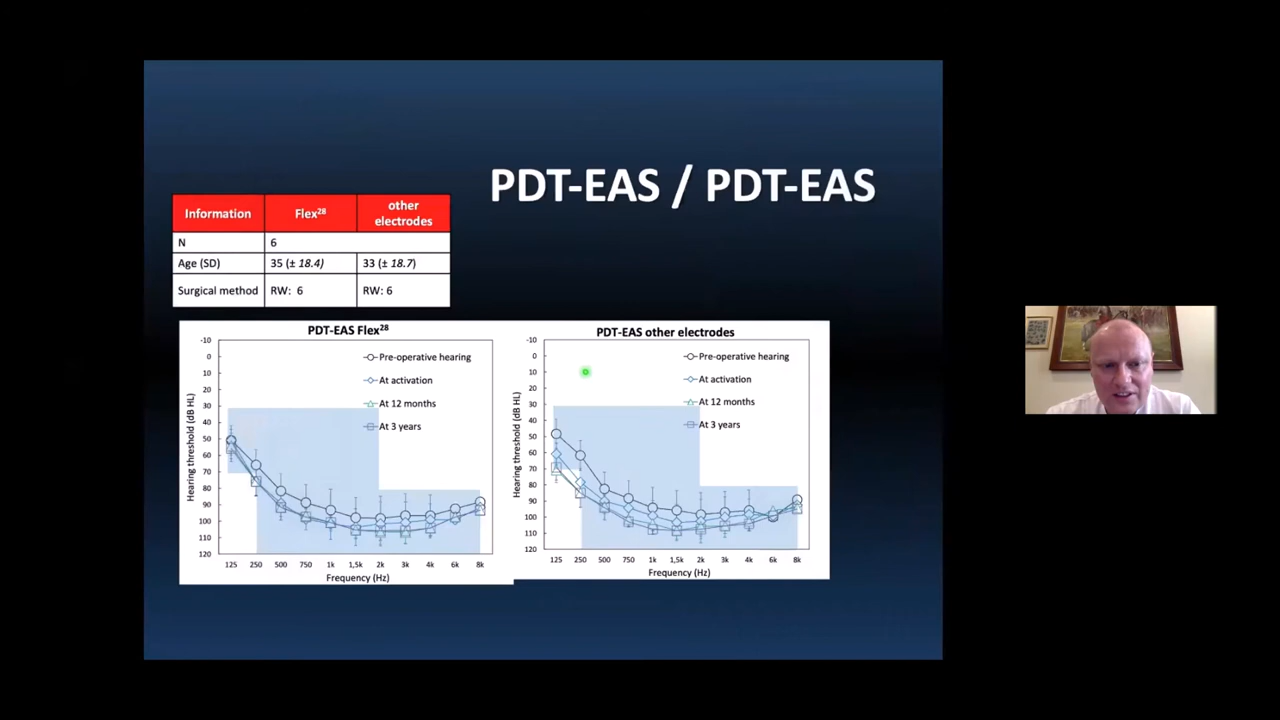 PDT-EAS / PDT-EAS
Information Flex28 other electrodes
N 6
Age (SD) 35 (± 18.4) 33 (± 18.7)
Surgical method RW: 6 RW: 6
PDT-EAS Flex28
-10
0
10
20
30
40
50
60
70
80
90
100
110
120
Hearing threshold (dB HL)
Pre-operative hearing
At activation
At 12 months
At 3 years
125 250 500 750 1k 1,5k 2k 3k 4k 6k 8k
Frequency (Hz)
PDT-EAS other electrodes
-10
0
10
20
30
40
50
60
70
80
90
100
110
120
Hearing threshold (dB HL)
Pre-operative hearing
At activation
At 12 months
At 3 years
125 250 500 750 1k 1,5k 2k 3k 4k 6k 8k
Frequency (Hz)